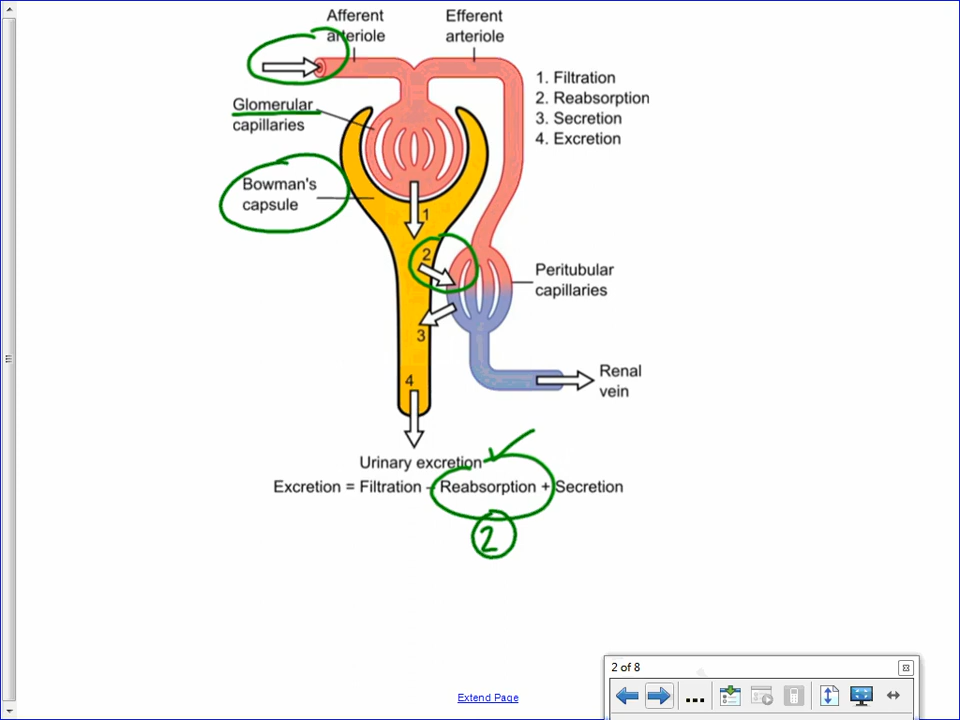 Afferent
arteriole
Efferent
arteriole
1. Filtration
2. Reabsorption
3. Secretion
4. Excretion
Glomerular
capillaries
Bowman's
capsule
1
2
Peritubular
capillaries
3
4
Renal
vein
Urinary excretion
Excretion = Filtration – Reabsorption + Secretion
2
2 of 8
Extend Page